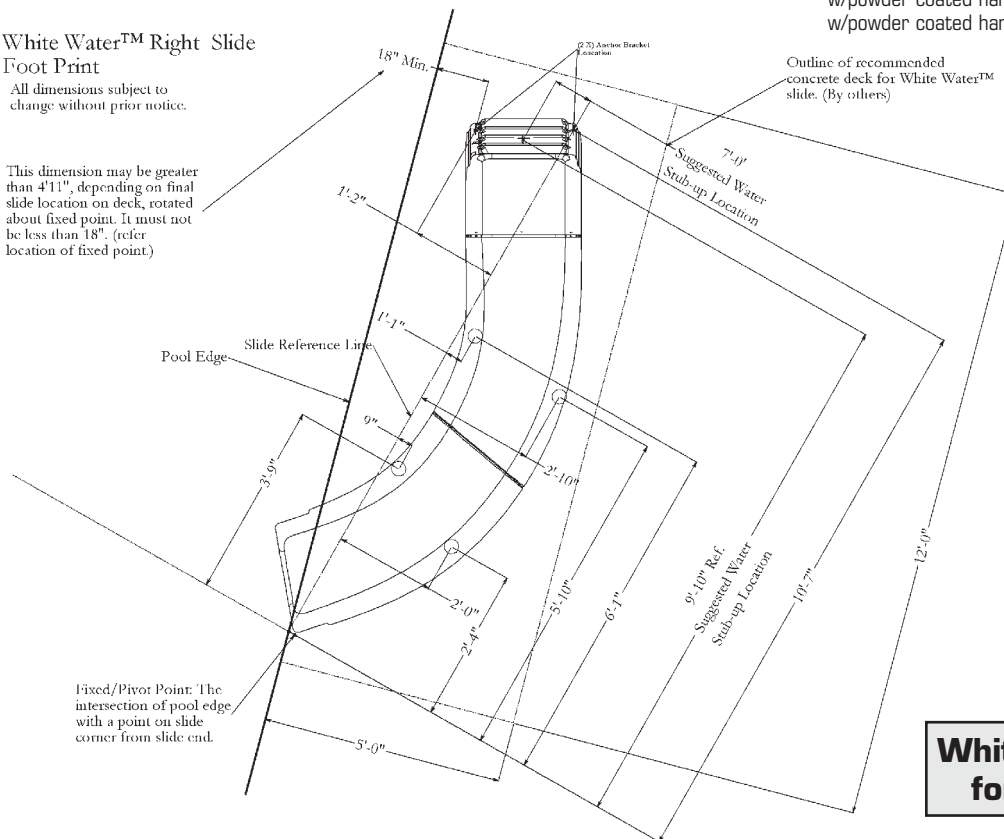 w/powder coated
w/powder coated
White Water™ Right Slide
Foot Print
All dimensions subject to
change without prior notice.
18" Min.
(2 X) Anchor Bracket
Location
Outline of recommended
concrete deck for White Water™
slide. (By others)
This dimension may be greater
than 4'11", depending on final
slide location on deck, rotated
about fixed point. It must not
be less than 18". (refer
location of fixed point.)
7'-0"
Suggested Water
Stub-up Location
1'-2"
1'-1"
Slide Reference Line
Pool Edge
9"
2'-10"
3'-9"
12'-0"
9'-10" Ref.
Suggested Water
Stub-up Location
10'-7"
5'-10"
6'-1"
2'-0"
2'-4"
Fixed/Pivot Point: The
intersection of pool edge
with a point on slide
corner from slide end.
5'-0"